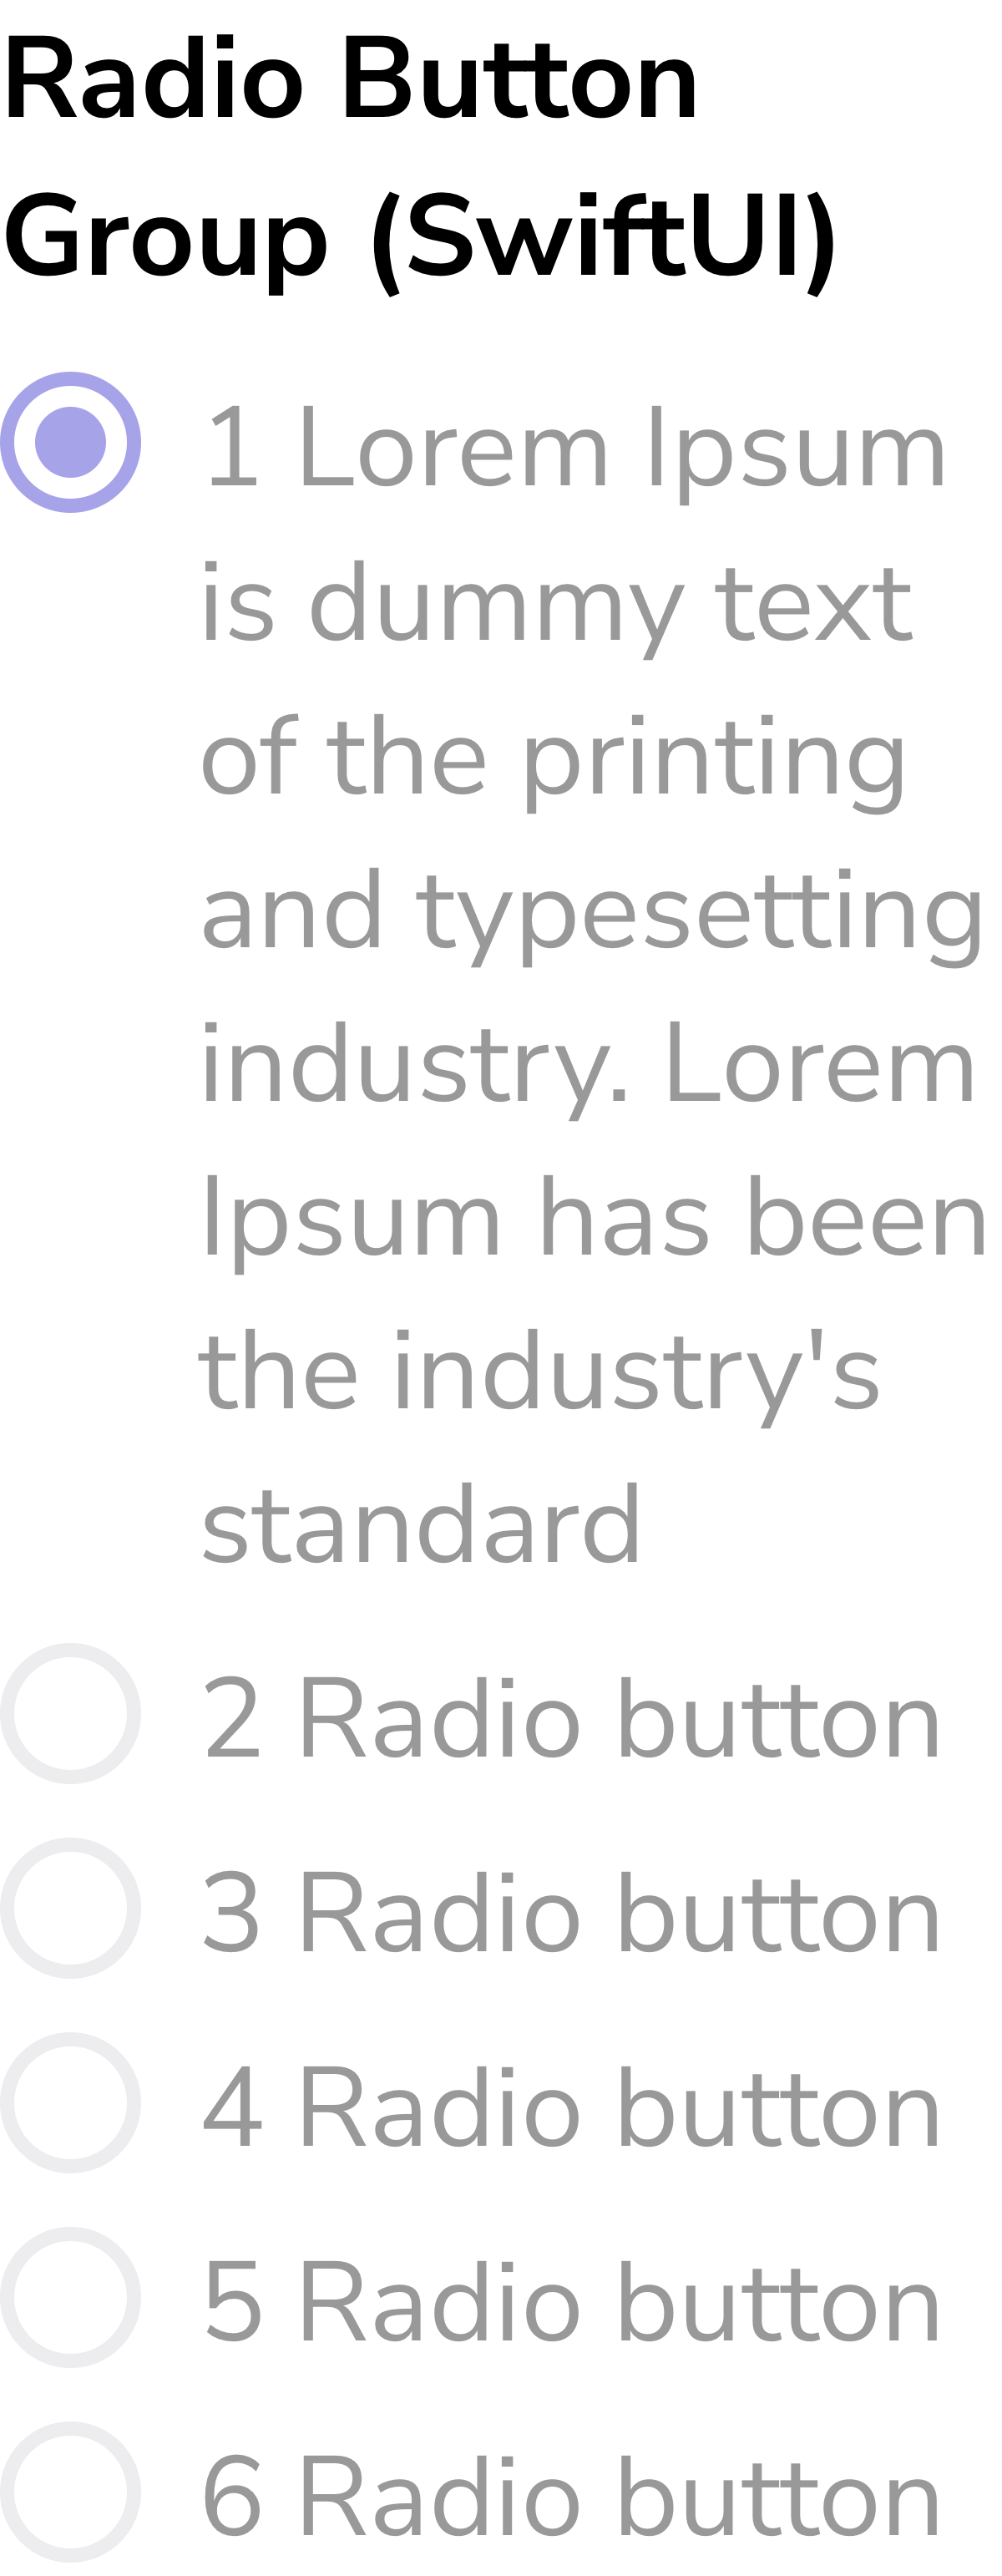 Radio Button
Group (SwiftUI)
1 Lorem Ipsum
is dummy text
of the printing
and typesetting
industry. Lorem
Ipsum has been
the industry's
standard
2 Radio button
3 Radio button
4 Radio button
5 Radio button
6 Radio button